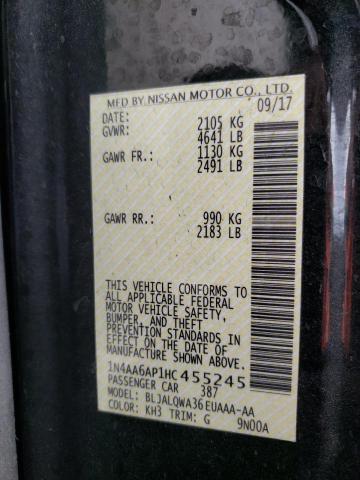 MFD BY NISSAN MOTOR CO., LTD.
DATE: 09/17
GVWR: 2105 KG
4641 LB
GAWR FR.: 1130 KG
2491 LB
GAWR RR.: 990 KG
2183 LB
THIS VEHICLE CONFORMS TO
ALL APPLICABLE FEDERAL
MOTOR VEHICLE SAFETY,
BUMPER, AND THEFT
PREVENTION STANDARDS IN
EFFECT ON THE DATE OF
MANUFACTURE SHOWN ABOVE.
1N4AA6AP1HC455245
PASSENGER CAR 387
MODEL: BLJALQWA36EUAAA-AA
COLOR: KH3 TRIM: G 9N00A